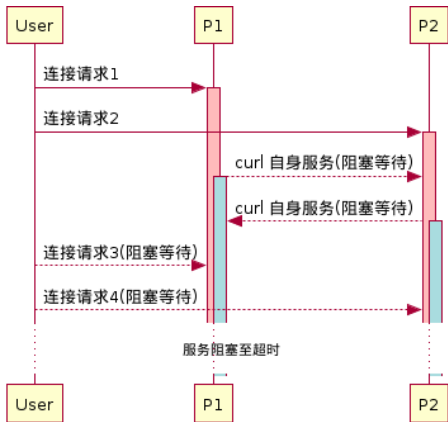 User P1 P2
连接请求1
连接请求2
curl 自身服务(阻塞等待)
curl 自身服务(阻塞等待)
连接请求3(阻塞等待)
连接请求4(阻塞等待)
服务阻塞至超时
User P1 P2